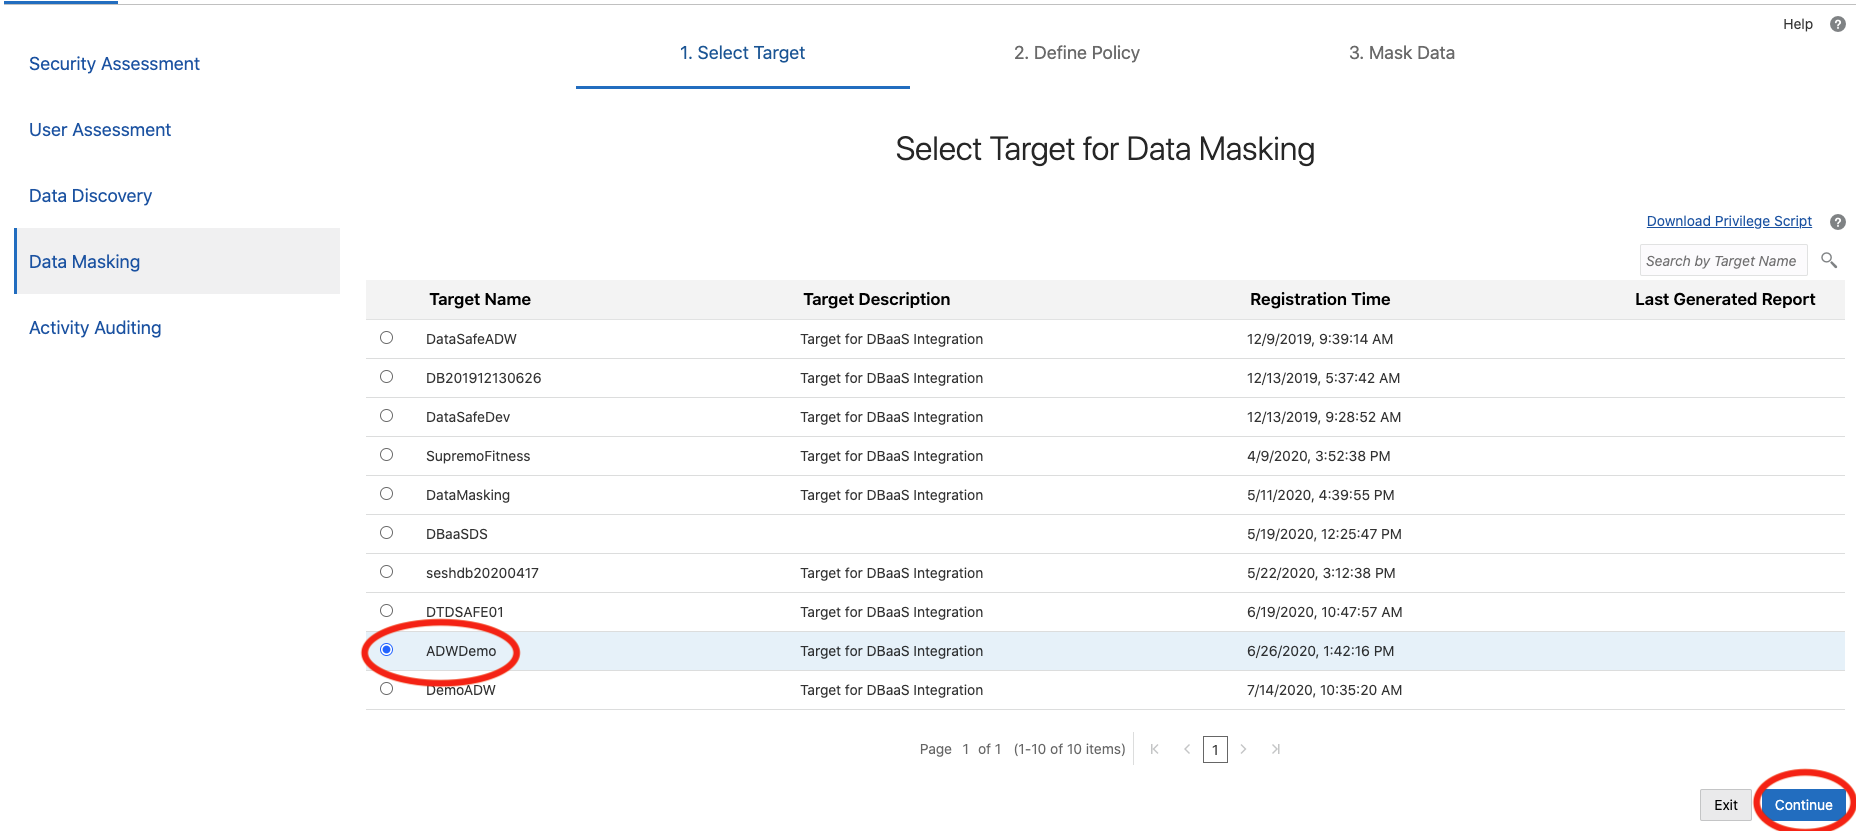 Help
Security Assessment
User Assessment
Data Discovery
Data Masking
Activity Auditing
1. Select Target 2. Define Policy 3. Mask Data
Select Target for Data Masking
Download Privilege Script
Search by Target Name
Target Name Target Description Registration Time Last Generated Report
DataSafeADW Target for DBaaS Integration 12/9/2019, 9:39:14 AM
DB201912130626 Target for DBaaS Integration 12/13/2019, 5:37:42 AM
DataSafeDev Target for DBaaS Integration 12/13/2019, 9:28:52 AM
SupremoFitness Target for DBaaS Integration 4/9/2020, 3:52:38 PM
DataMasking Target for DBaaS Integration 5/11/2020, 4:39:55 PM
DBaaSDS 5/19/2020, 12:25:47 PM
seshdb20200417 Target for DBaaS Integration 5/22/2020, 3:12:38 PM
DTDSAFE01 Target for DBaaS Integration 6/19/2020, 10:47:57 AM
ADWDemo Target for DBaaS Integration 6/26/2020, 1:42:16 PM
DemoADW Target for DBaaS Integration 7/14/2020, 10:35:20 AM
Page 1 of 1 (1-10 of 10 items) 1
Exit Continue